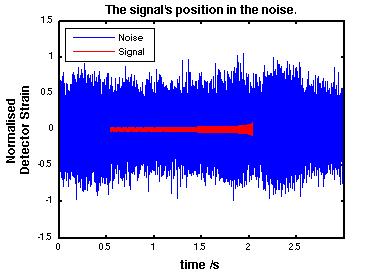 The signal's position in the noise.
Noise
Signal
Normalised
Detector Strain
1.5
1
0.5
0
-0.5
-1
-1.5
0
0.5
1
1.5
2
2.5
time /s